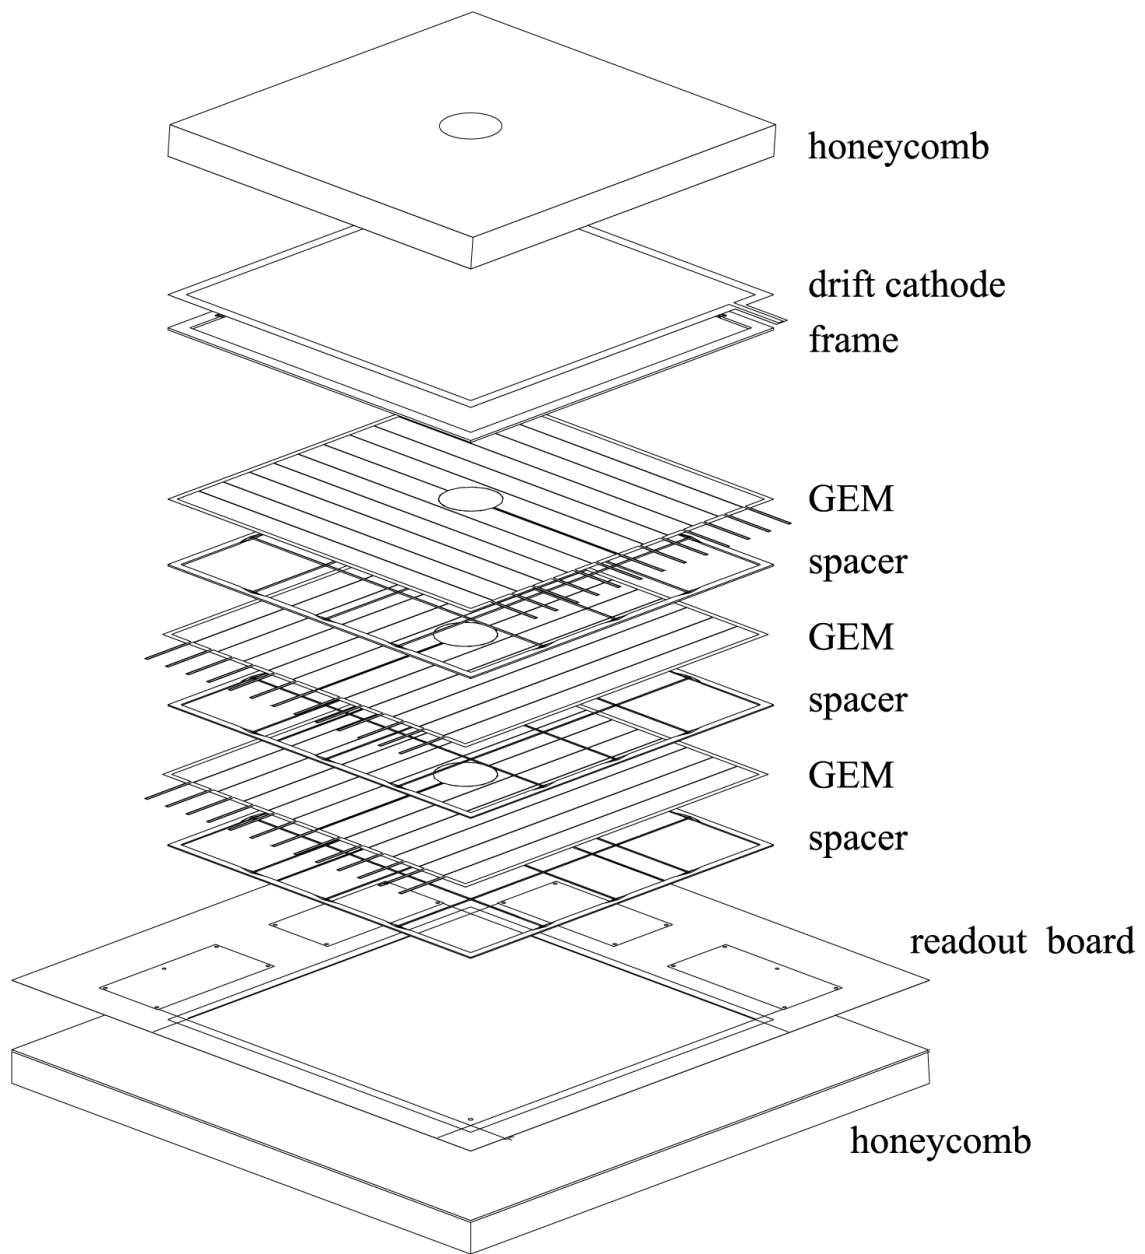 honeycomb
drift cathode
frame
GEM
spacer
GEM
spacer
GEM
spacer
readout board
honeycomb